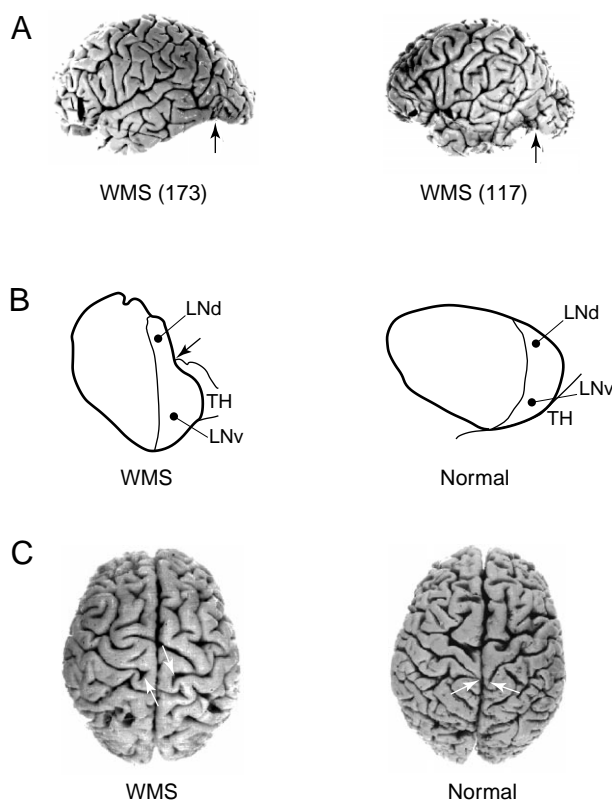 A
WMS (173)
WMS (117)
B
LNd
TH
LNv
WMS
LNd
LNv
TH
Normal
C
WMS
Normal